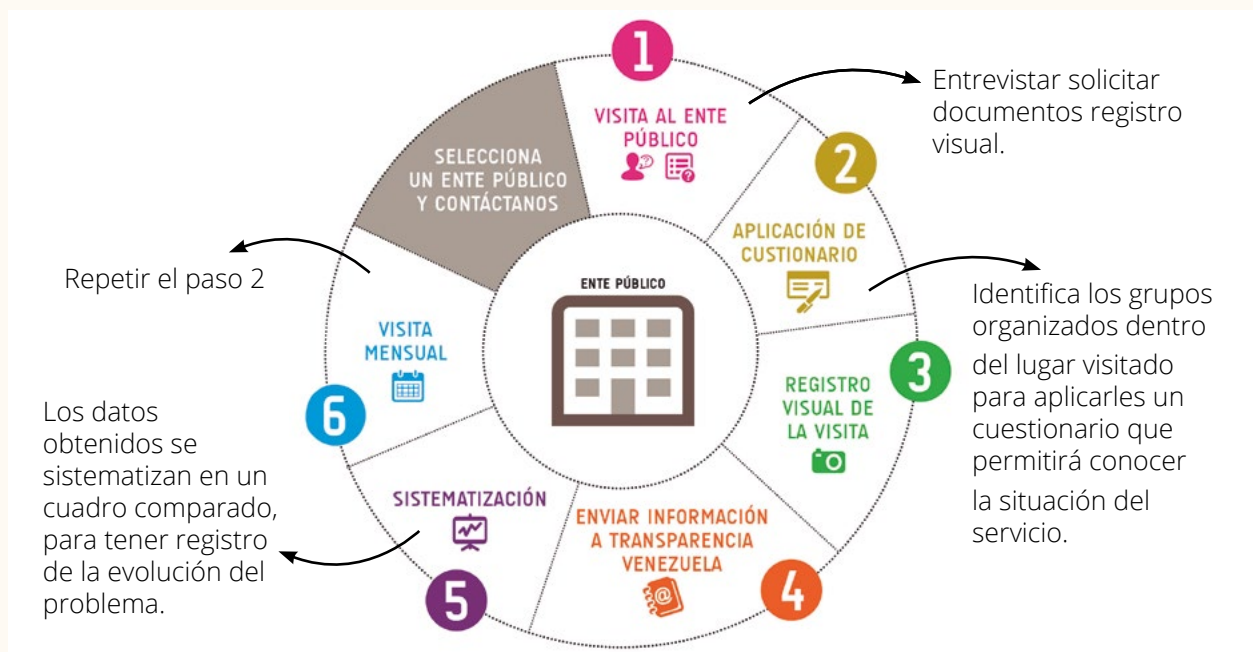 SELECCIONA
UN ENTE PÚBLICO
Y CONTÁCTANOS
1
VISITA AL ENTE
PÚBLICO
Entrevistar solicitar
documentos registro
visual.
2
APLICACIÓN DE
CUSTIONARIO
Identifica los grupos
organizados dentro
del lugar visitado
para aplicarles un
cuestionario que
permitirá conocer
la situación del
servicio.
3
REGISTRO
VISUAL DE
LA VISITA
4
ENVIAR INFORMACIÓN
A TRANSPARENCIA
VENEZUELA
@
5
SISTEMATIZACIÓN
Los datos
obtenidos se
sistematizan en un
cuadro comparado,
para tener registro
de la evolución del
problema.
6
VISITA
MENSUAL
Repetir el paso 2
ENTE PÚBLICO